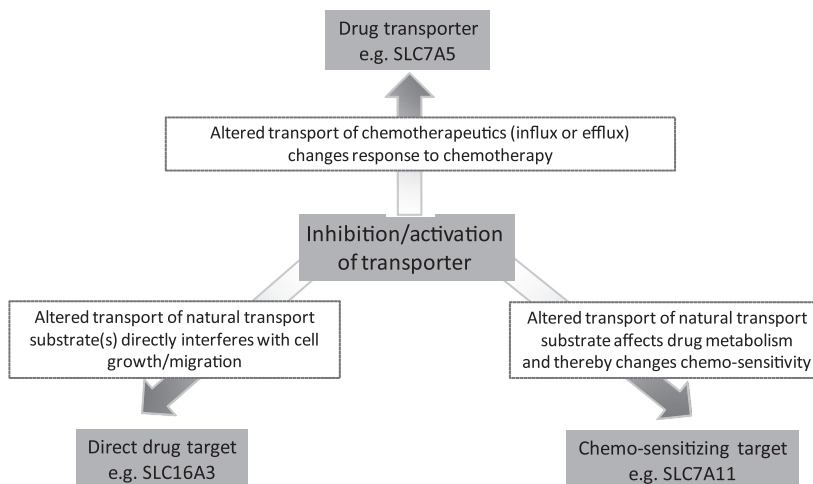 Drug transporter
e.g. SLC7A5
Altered transport of chemotherapeutics (influx or efflux)
changes response to chemotherapy
Inhibition/activation
of transporter
Altered transport of natural transport
substrate(s) directly interferes with cell
growth/migration
Altered transport of natural transport
substrate affects drug metabolism
and thereby changes chemo-sensitivity
Direct drug target
e.g. SLC16A3
Chemo-sensitizing target
e.g. SLC7A11